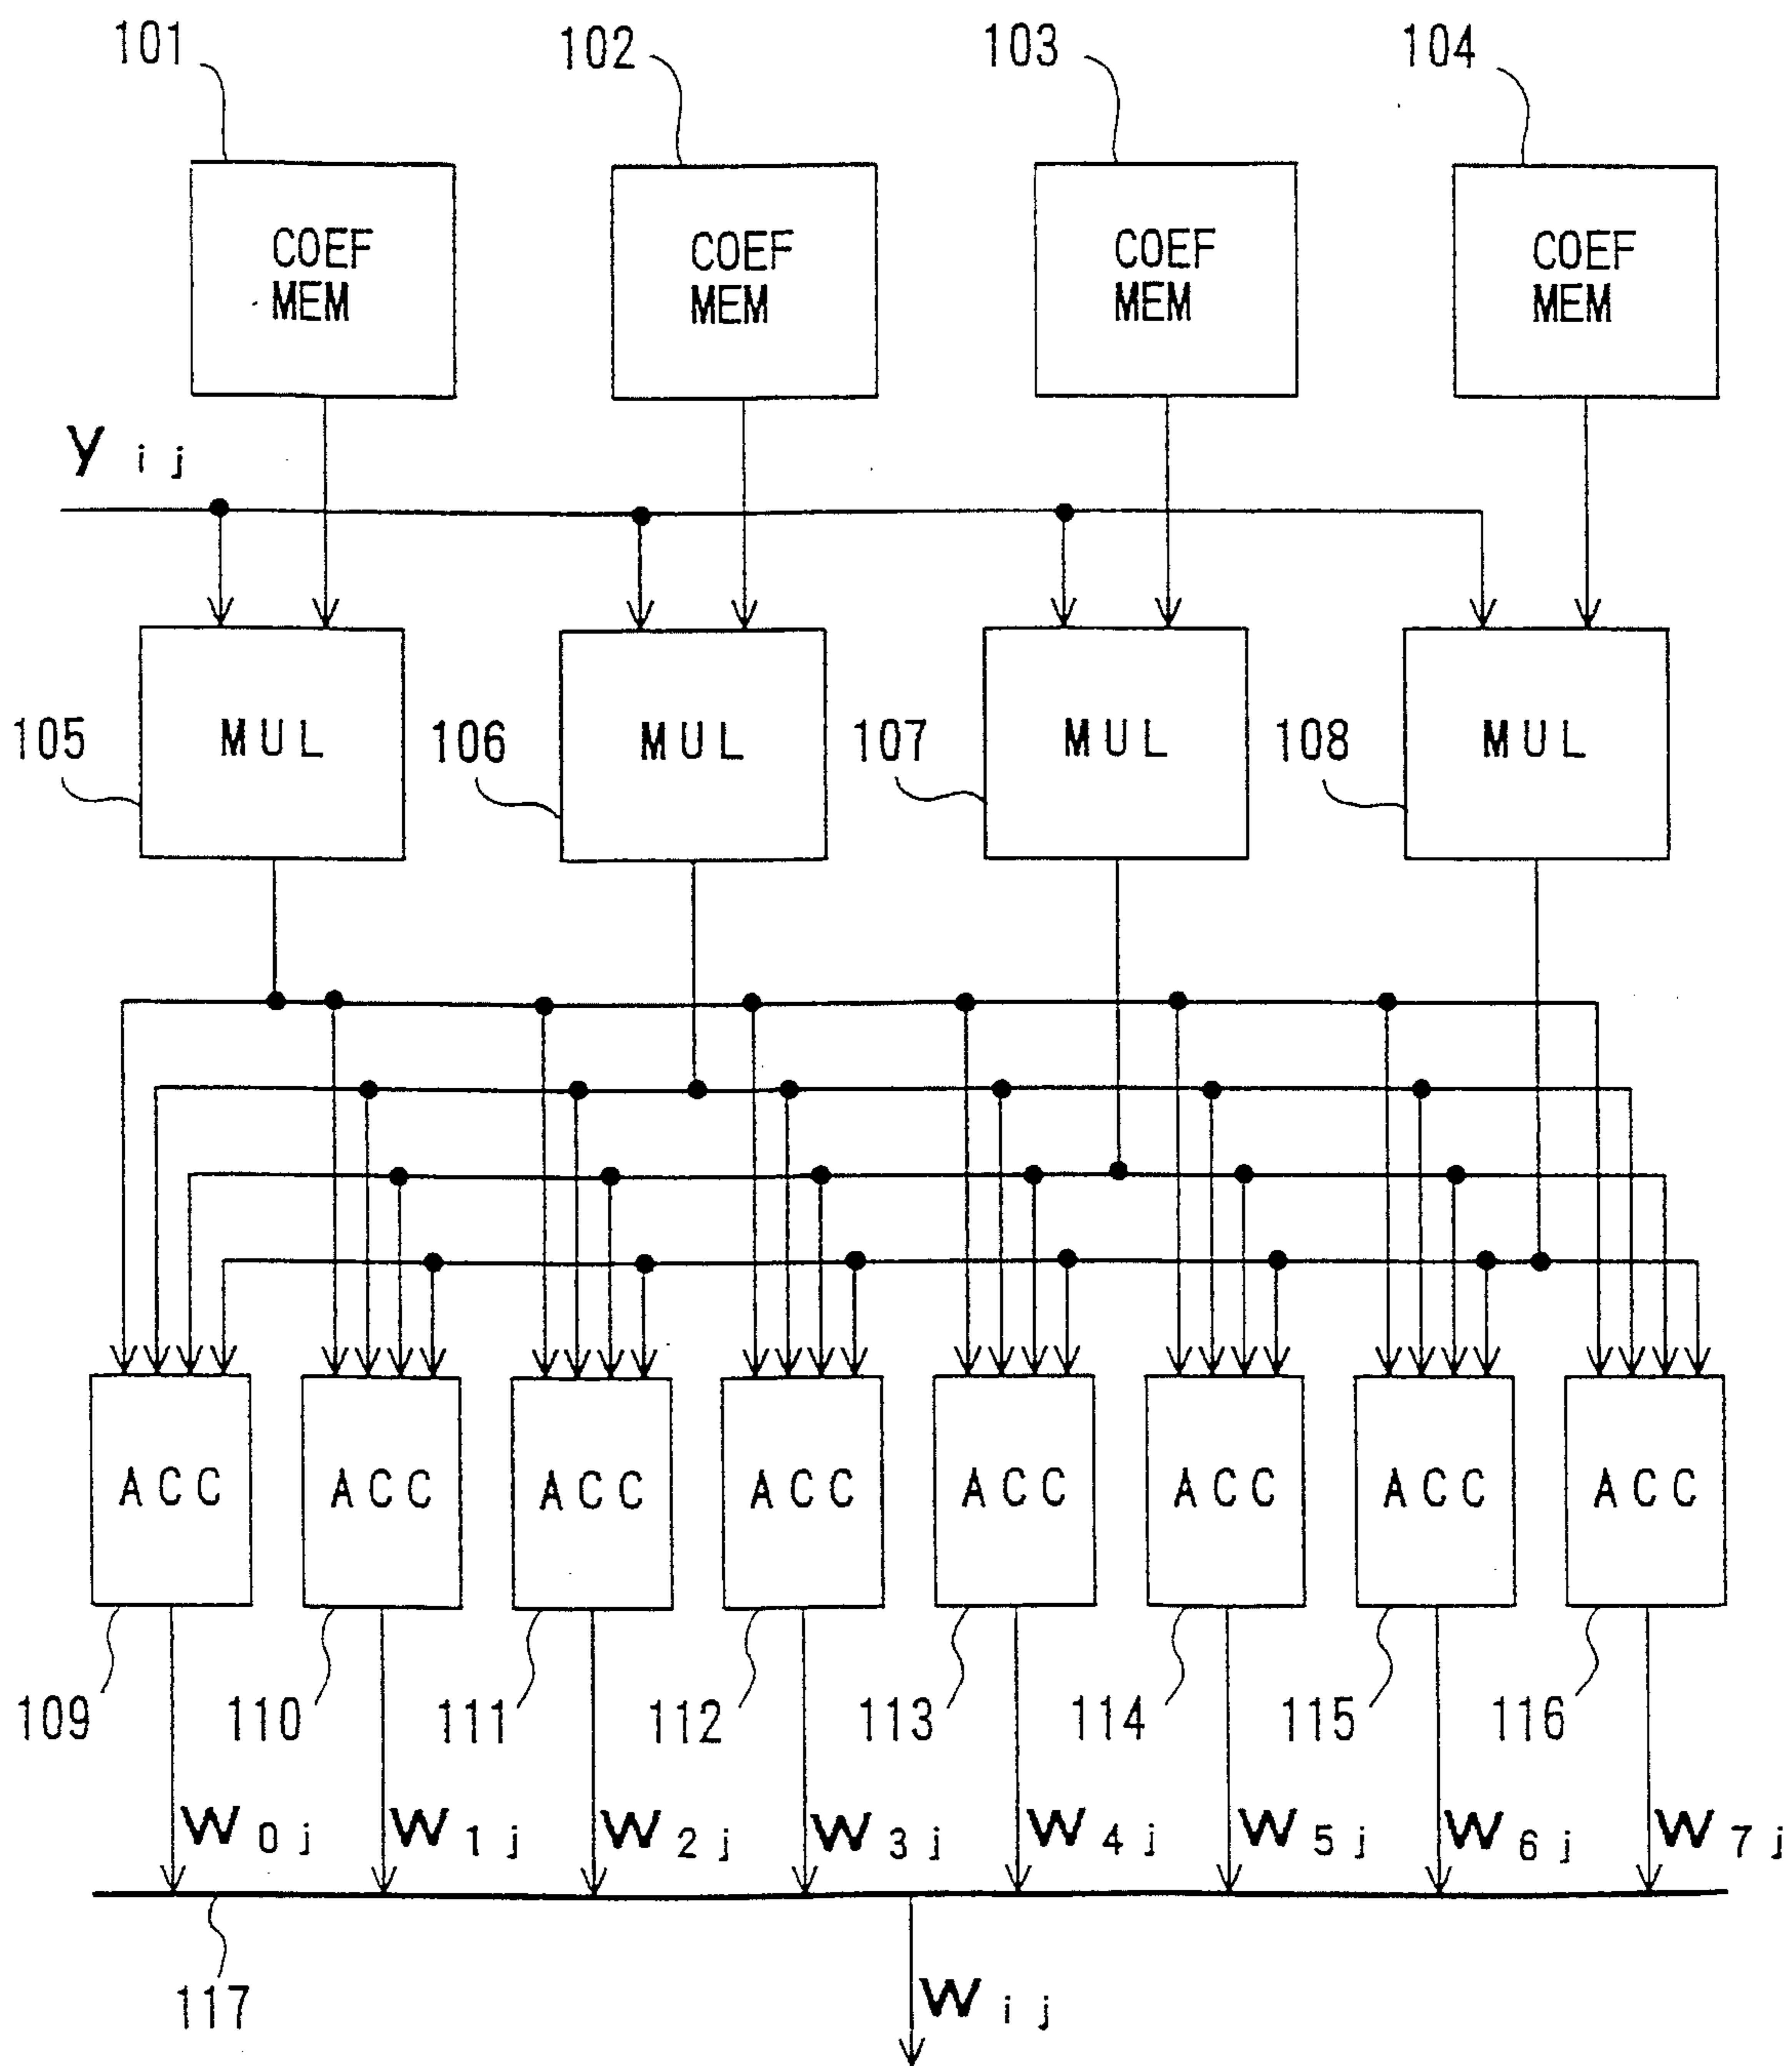 101 102 103 104
COEF MEM COEF MEM COEF MEM COEF MEM
y i j
105 MUL 106 MUL 107 MUL 108 MUL
ACC ACC ACC ACC ACC ACC ACC ACC
109 110 111 112 113 114 115 116
W 0 j W 1 j W 2 j W 3 j W 4 j W 5 j W 6 j W 7 j
117
W i j